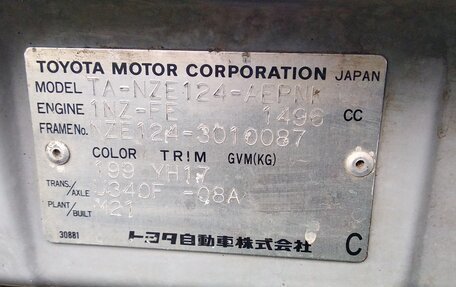 TOYOTA MOTOR CORPORATION JAPAN
MODEL TA-NZE124-AEPNK
ENGINE 1NZ-FE 1496 CC
FRAME No. NZE124-3010087
COLOR TRIM GVM(KG)
199 YH17
TRANS./AXLE U340F -08A
PLANT/BUILT M21
30881 トヨタ自動車株式会社 C